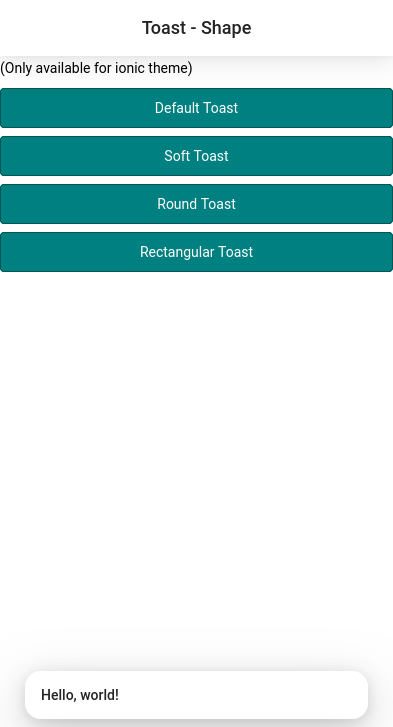 Toast - Shape
(Only available for ionic theme)
Default Toast
Soft Toast
Round Toast
Rectangular Toast
Hello, world!